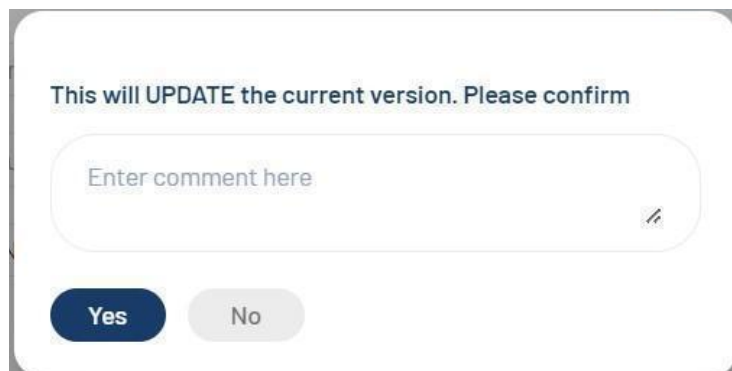 This will UPDATE the current version. Please confirm
Enter comment here
Yes
No